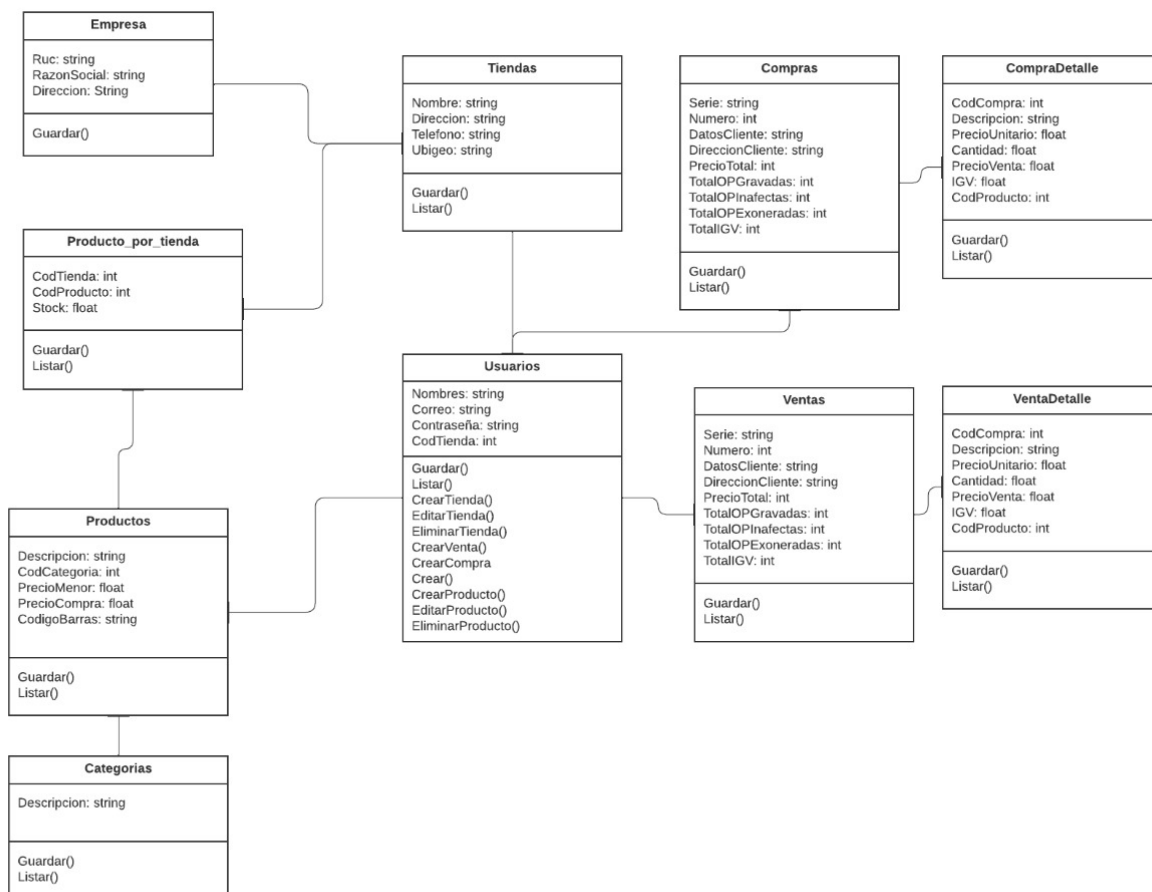 Empresa
Ruc: string
RazonSocial: string
Direccion: String
Guardar()
Tiendas
Nombre: string
Direccion: string
Telefono: string
Ubigeo: string
Guardar()
Listar()
Compras
Serie: string
Numero: int
DatosCliente: string
DireccionCliente: string
PrecioTotal: int
TotalOPGravadas: int
TotalOPInafectas: int
TotalOPExoneradas: int
TotalIGV: int
Guardar()
Listar()
CompraDetalle
CodCompra: int
Descripcion: string
PrecioUnitario: float
Cantidad: float
PrecioVenta: float
IGV: float
CodProducto: int
Guardar()
Listar()
Producto_por_tienda
CodTienda: int
CodProducto: int
Stock: float
Guardar()
Listar()
Usuarios
Nombres: string
Correo: string
Contraseña: string
CodTienda: int
Guardar()
Listar()
CrearTienda()
EditarTienda()
EliminarTienda()
CrearVenta()
CrearCompra
Crear()
CrearProducto()
EditarProducto()
EliminarProducto()
Ventas
Serie: string
Numero: int
DatosCliente: string
DireccionCliente: string
PrecioTotal: int
TotalOPGravadas: int
TotalOPInafectas: int
TotalOPExoneradas: int
TotalIGV: int
Guardar()
Listar()
VentaDetalle
CodCompra: int
Descripcion: string
PrecioUnitario: float
Cantidad: float
PrecioVenta: float
IGV: float
CodProducto: int
Guardar()
Listar()
Productos
Descripcion: string
CodCategoria: int
PrecioMenor: float
PrecioCompra: float
CodigoBarras: string
Guardar()
Listar()
Categorias
Descripcion: string
Guardar()
Listar()